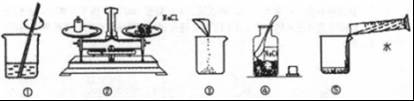 NaCl
NaCl
水
① ② ③ ④ ⑤